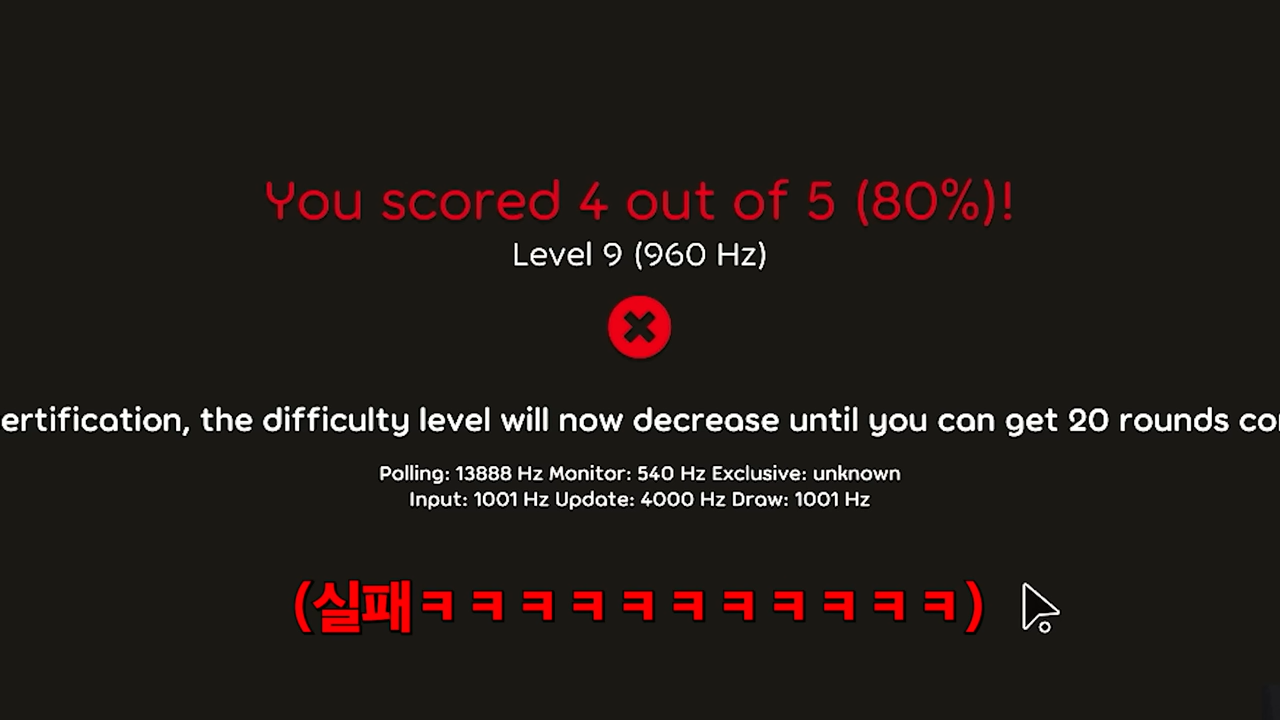 You scored 4 out of 5 (80%)!
Level 9 (960 Hz)
ertification, the difficulty level will now decrease until you can get 20 rounds co
Polling: 13888 Hz Monitor: 540 Hz Exclusive: unknown
Input: 1001 Hz Update: 4000 Hz Draw: 1001 Hz
(실패ㅋㅋㅋㅋㅋㅋㅋㅋㅋㅋㅋ)